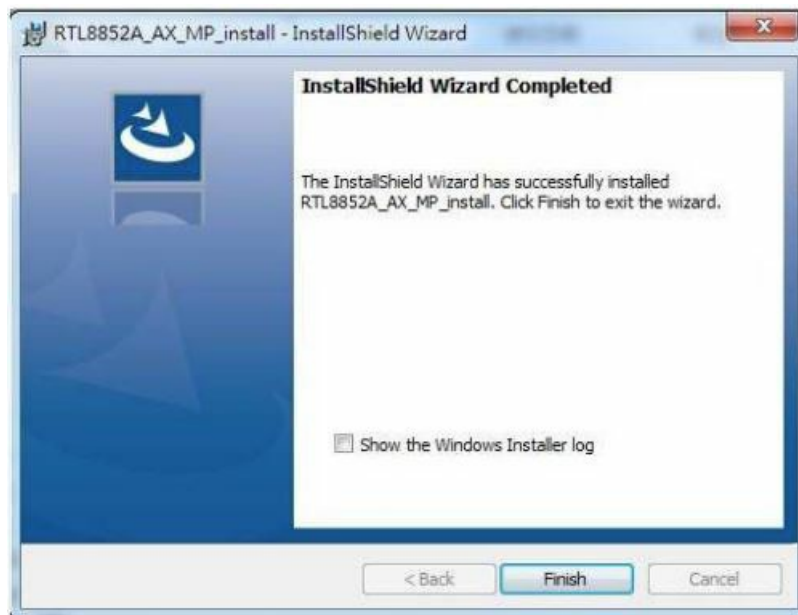 RTL8852A_AX_MP_install - InstallShield Wizard
InstallShield Wizard Completed
The InstallShield Wizard has successfully installed
RTL8852A_AX_MP_install. Click Finish to exit the wizard.
Show the Windows Installer log
< Back
Finish
Cancel